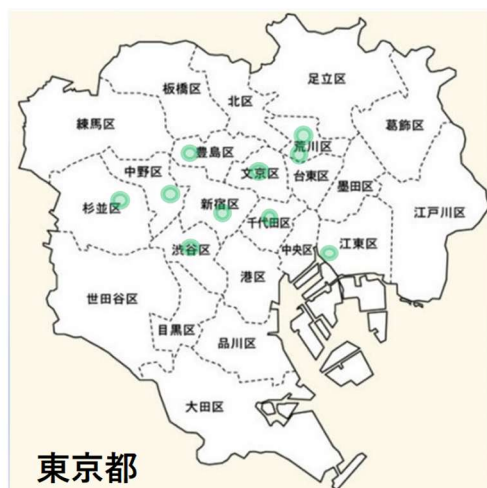 足立区
板橋区
北区
練馬区
葛飾区
荒川区
豊島区
中野区
文京区
台東区
墨田区
杉並区
新宿区
江戸川区
千代田区
渋谷区
中央区
江東区
港区
世田谷区
目黒区
品川区
大田区
東京都